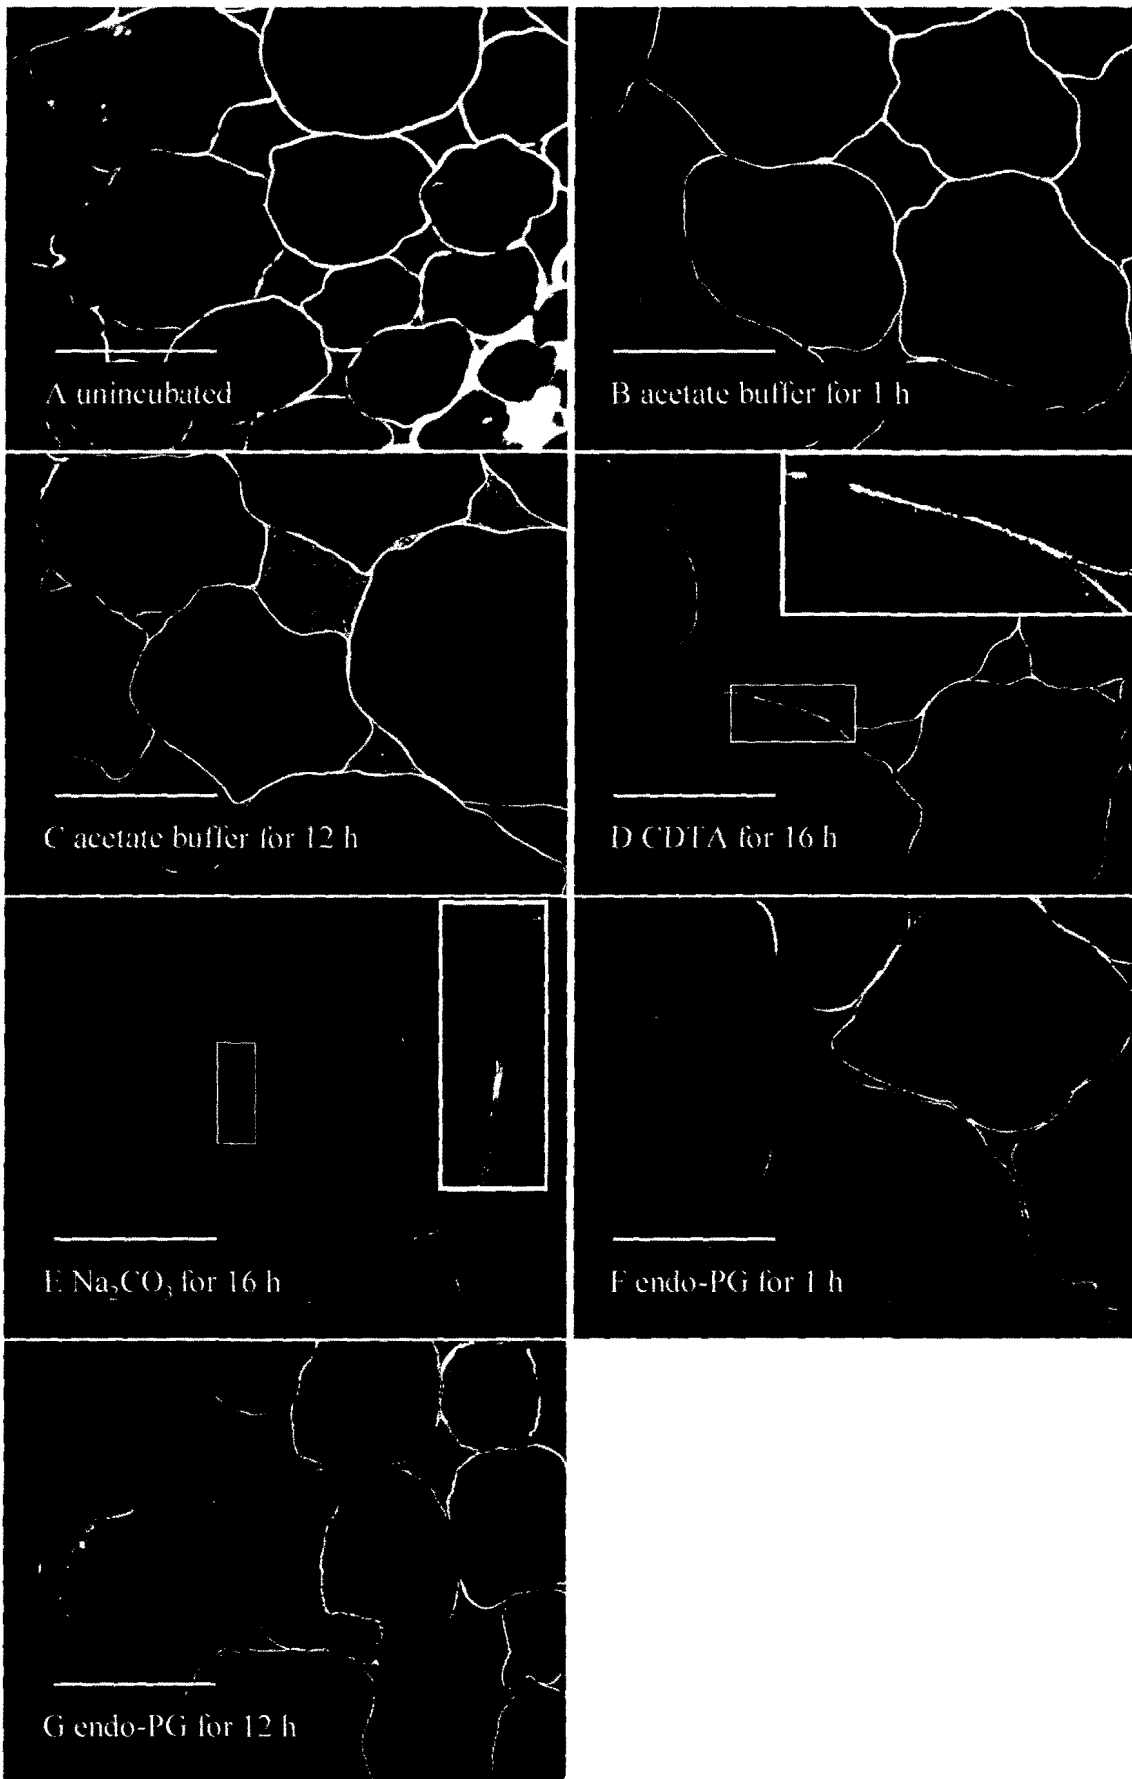 A unincubated
B acetate buffer for 1 h
C acetate buffer for 12 h
D CDTA for 16 h
E Na₂CO₃ for 16 h
F endo-PG for 1 h
G endo-PG for 12 h